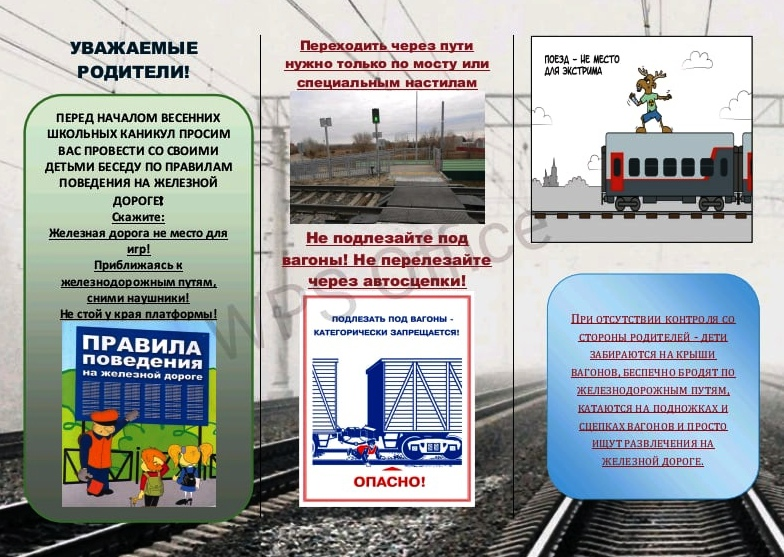 УВАЖАЕМЫЕ
РОДИТЕЛИ!
ПЕРЕД НАЧАЛОМ ВЕСЕННИХ
ШКОЛЬНЫХ КАНИКУЛ ПРОСИМ
ВАС ПРОВЕСТИ СО СВОИМИ
ДЕТЬМИ БЕСЕДУ ПО ПРАВИЛАМ
ПОВЕДЕНИЯ НА ЖЕЛЕЗНОЙ
ДОРОГЕ!
Скажите:
Железная дорога не место для
игр!
Приближаясь к
железнодорожным путям,
сними наушники!
Не стой у края платформы!
ПРАВИЛА
поведения
на железной дороге
Переходить через пути
нужно только по мосту или
специальным настилам
Не подлезайте под
вагоны! Не перелезайте
через автосцепки!
ПОДЛЕЗАТЬ ПОД ВАГОНЫ -
КАТЕГОРИЧЕСКИ ЗАПРЕЩАЕТСЯ!
ОПАСНО!
ПОЕЗД - НЕ МЕСТО
ДЛЯ ЭКСТРИМА
ПРИ ОТСУТСТВИИ КОНТРОЛЯ СО
СТОРОНЫ РОДИТЕЛЕЙ - ДЕТИ
ЗАБИРАЮТСЯ НА КРЫШИ
ВАГОНОВ, БЕСПЕЧНО БРОДЯТ ПО
ЖЕЛЕЗНОДОРОЖНЫМ ПУТЯМ,
КАТАЮТСЯ НА ПОДНОЖКАХ И
СЦЕПКАХ ВАГОНОВ И ПРОСТО
ИЩУТ РАЗВЛЕЧЕНИЯ НА
ЖЕЛЕЗНОЙ ДОРОГЕ.
WPS Office